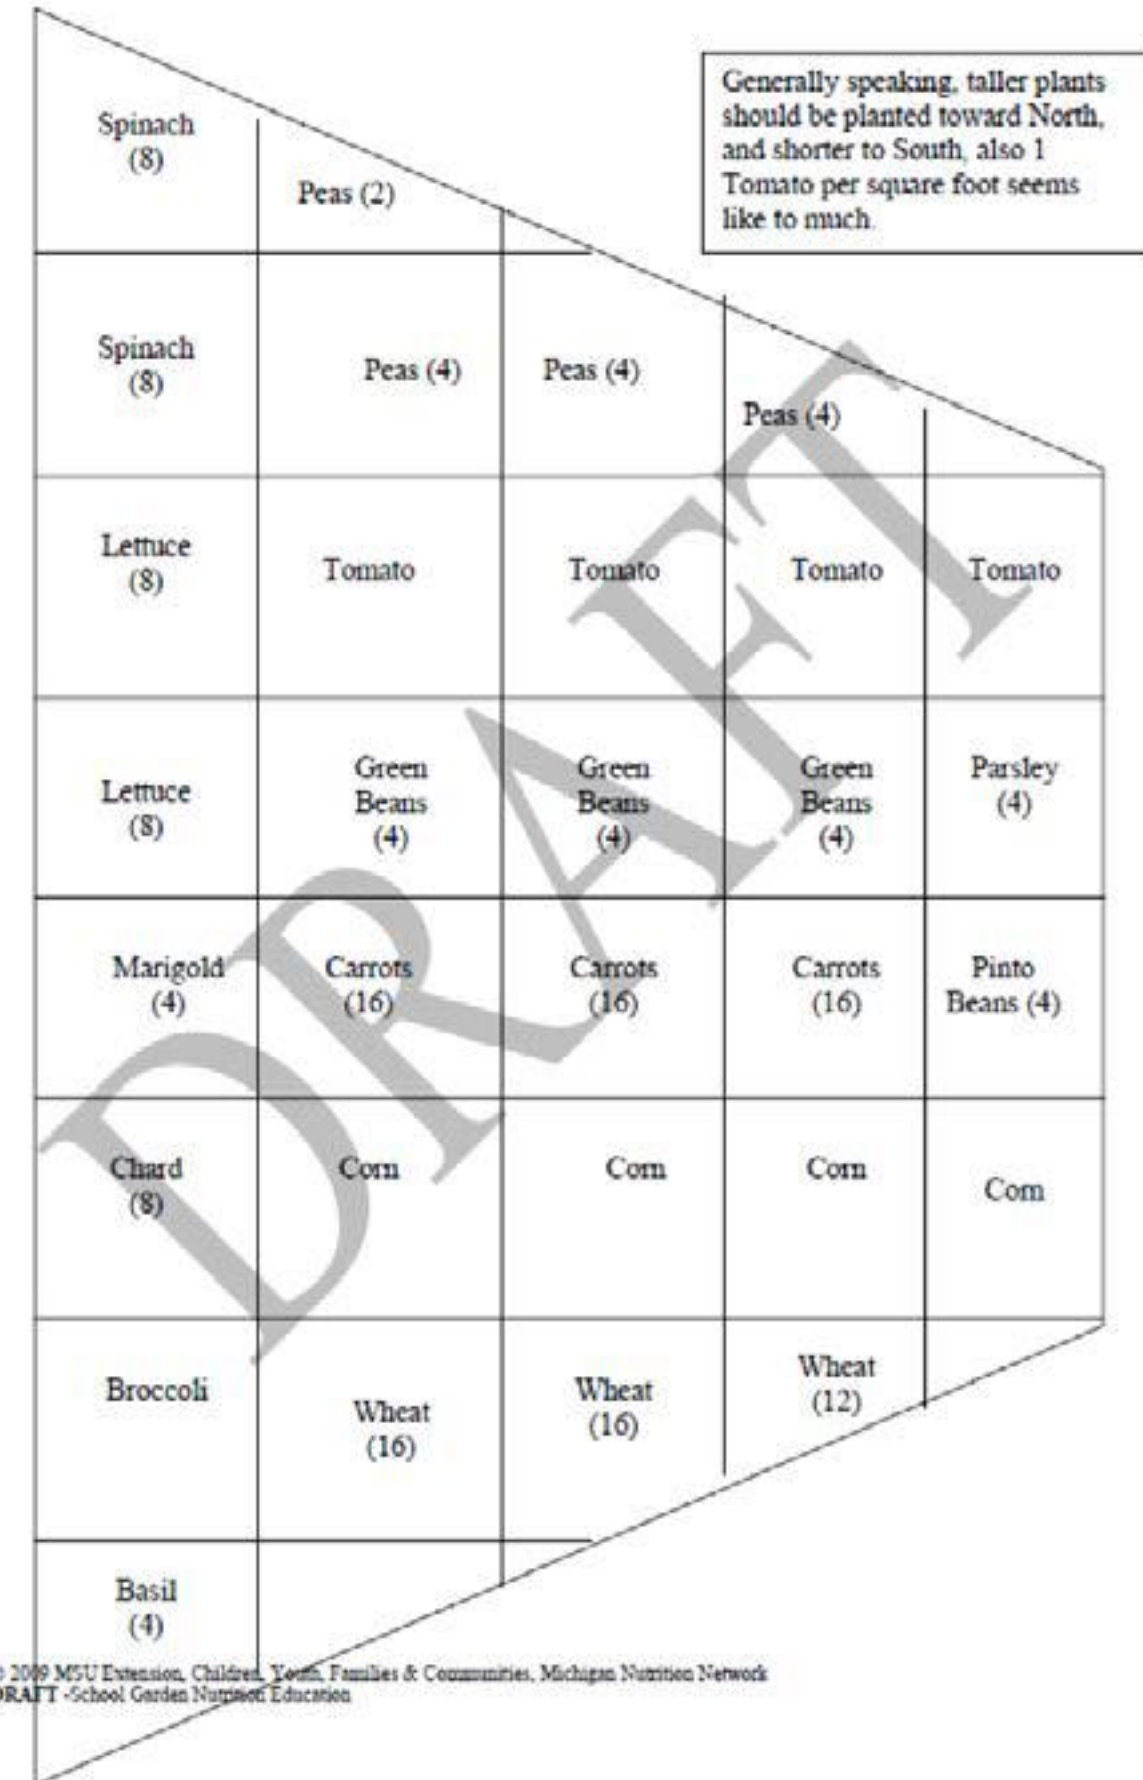 Generally speaking, taller plants
should be planted toward North,
and shorter to South, also 1
Tomato per square foot seems
like to much.
Spinach
(8)
Peas (2)
Spinach
(8)
Peas (4)
Peas (4)
Peas (4)
Lettuce
(8)
Tomato
Tomato
Tomato
Tomato
Lettuce
(8)
Green
Beans
(4)
Green
Beans
(4)
Green
Beans
(4)
Parsley
(4)
Marigold
(4)
Carrots
(16)
Carrots
(16)
Carrots
(16)
Pinto
Beans (4)
Chard
(8)
Corn
Corn
Corn
Corn
Broccoli
Wheat
(16)
Wheat
(16)
Wheat
(12)
Basil
(4)
DRAFT
© 2009 MSU Extension, Children, Youth, Families & Communities, Michigan Nutrition Network
DRAFT -School Garden Nutrition Education